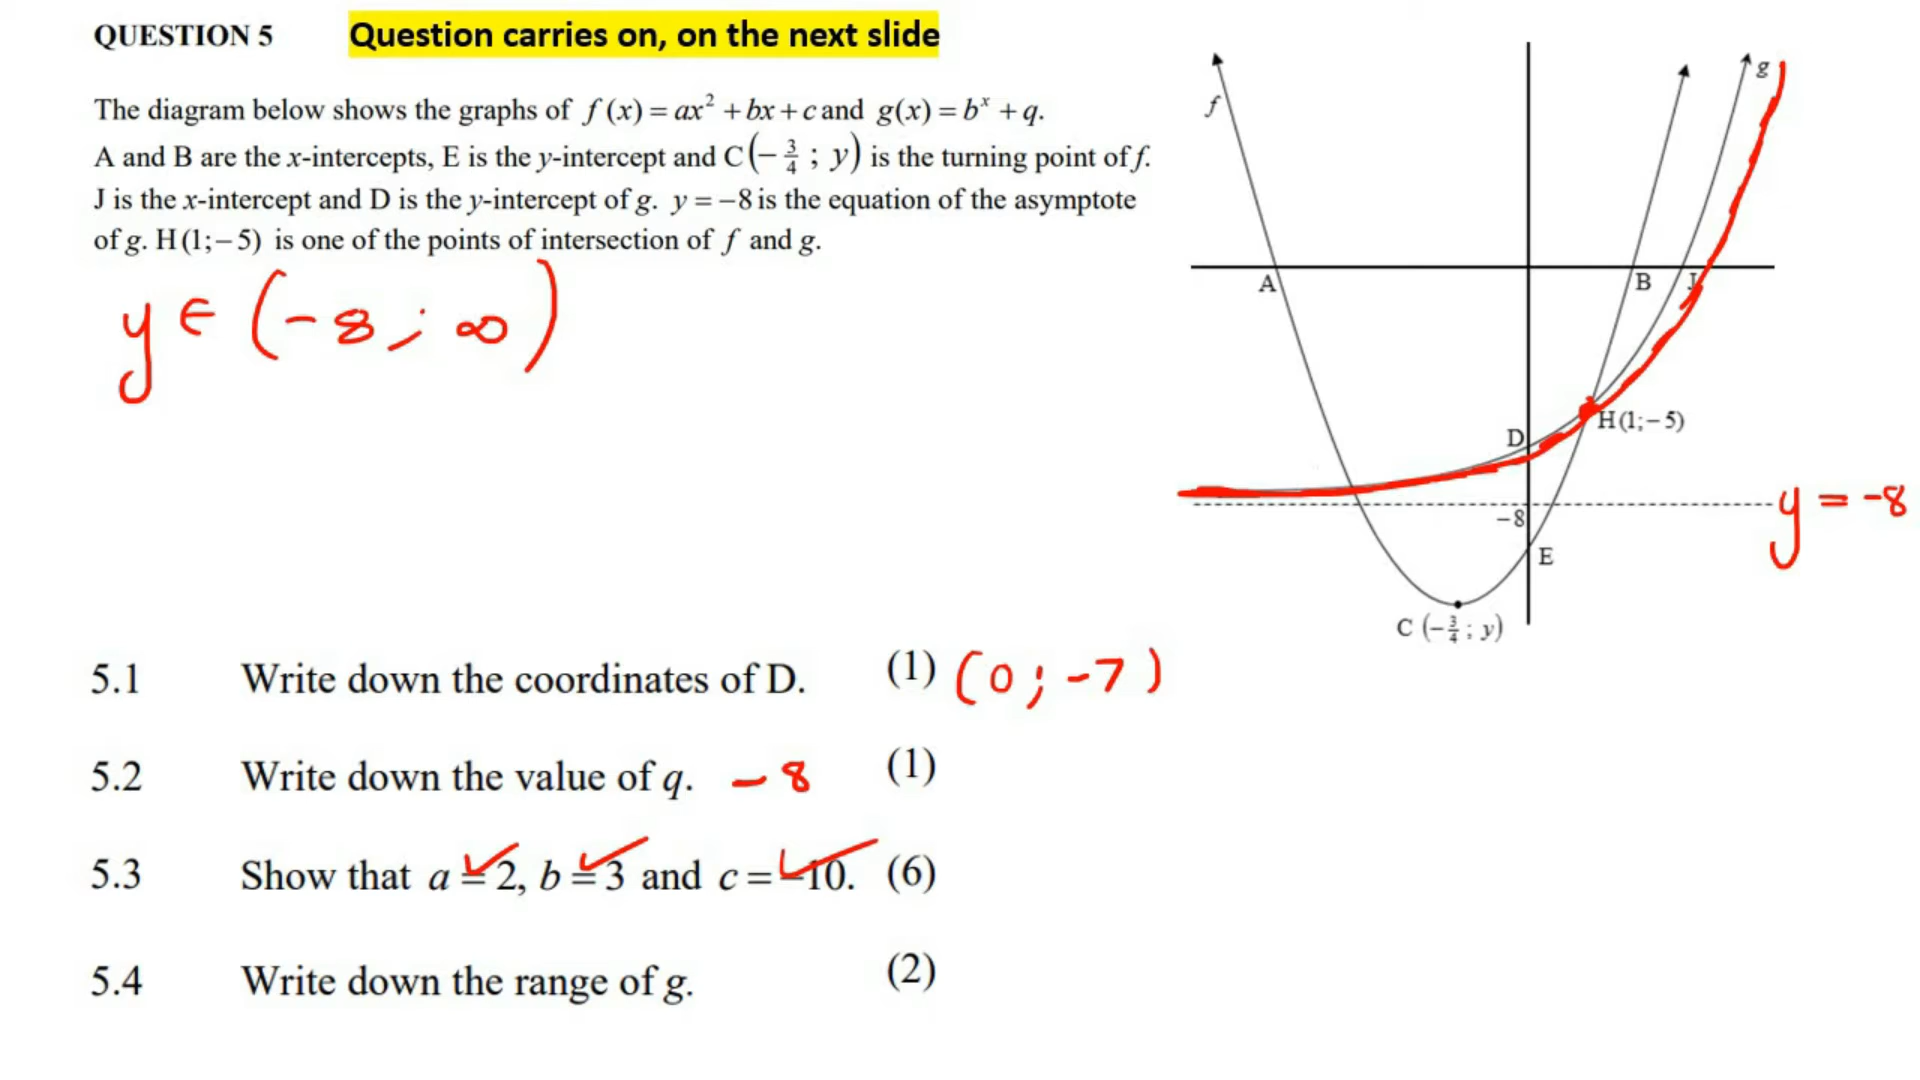 QUESTION 5 Question carries on, on the next slide
The diagram below shows the graphs of f(x) = ax² + bx + c and g(x) = bˣ + q.
A and B are the x-intercepts, E is the y-intercept and C(−3/4 ; y) is the turning point of f.
J is the x-intercept and D is the y-intercept of g. y = −8 is the equation of the asymptote
of g. H(1;−5) is one of the points of intersection of f and g.
y ∈ (−8 ; ∞)
f
g
A
B
J
H(1;−5)
D
y = −8
−8
E
C (−3/4 ; y)
5.1 Write down the coordinates of D. (1) (0 ; −7)
5.2 Write down the value of q. −8 (1)
5.3 Show that a = 2, b = 3 and c = −10. (6)
5.4 Write down the range of g. (2)